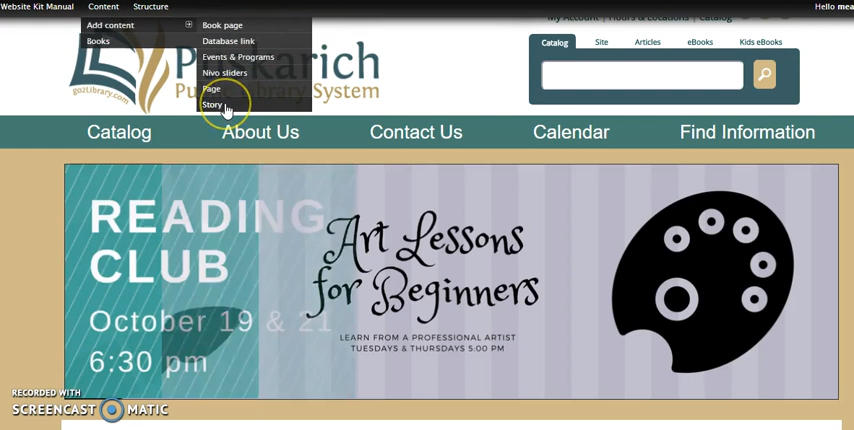 Website Kit Manual Content Structure Hello mea
My Account | Hours & Locations | Catalog
Add content
Books
Book page
Database link
Events & Programs
Nivo sliders
Page
Story
Puskarich
Public Library System
gozLibrary.com
Catalog Site Articles eBooks Kids eBooks
Catalog About Us Contact Us Calendar Find Information
READING
CLUB
October 19 & 21
6:30 pm
Art Lessons
for Beginners
LEARN FROM A PROFESSIONAL ARTIST
TUESDAYS & THURSDAYS 5:00 PM
RECORDED WITH
SCREENCAST MATIC